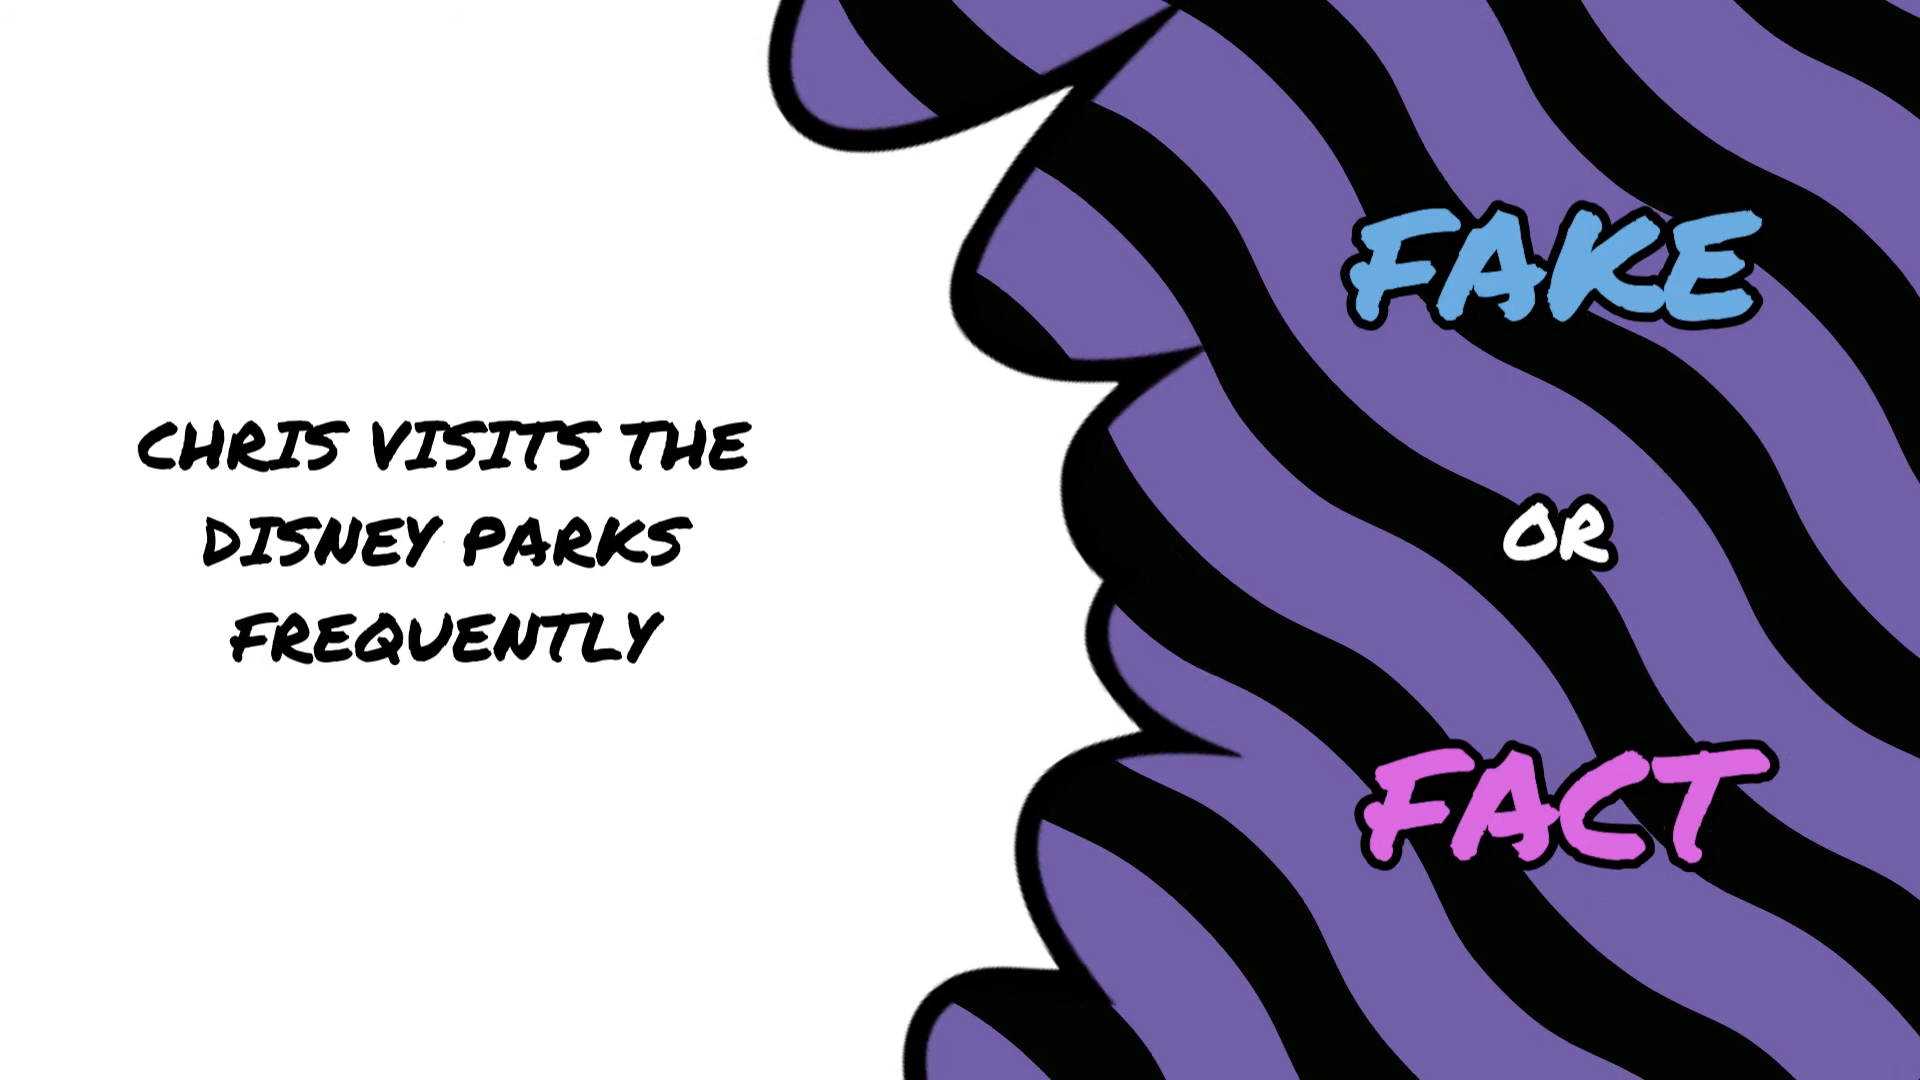 CHRIS VISITS THE
DISNEY PARKS
FREQUENTLY
FAKE
OR
FACT